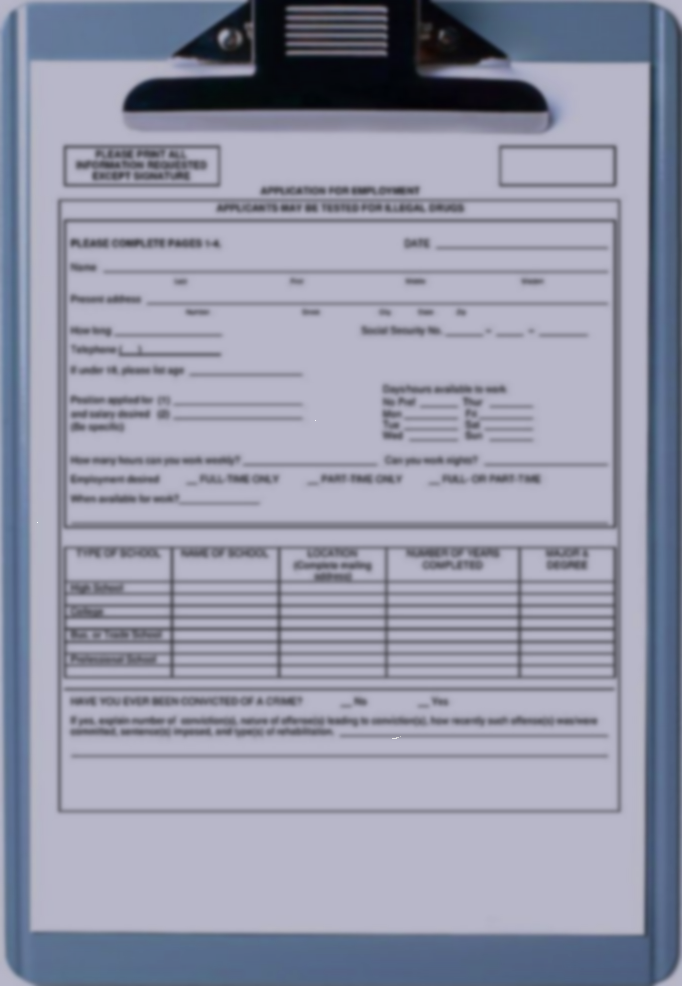 PLEASE PRINT ALL
INFORMATION REQUESTED
EXCEPT SIGNATURE
APPLICATION FOR EMPLOYMENT
APPLICANTS MAY BE TESTED FOR ILLEGAL DRUGS
PLEASE COMPLETE PAGES 1-4. DATE
Name
Last First Middle Maiden
Present address
Number Street City State Zip
How long Social Security No. – –
Telephone ( )
If under 18, please list age
Days/hours available to work
Position applied for (1) No Pref Thur
and salary desired (2) Mon Fri
(Be specific) Tue Sat
Wed Sun
How many hours can you work weekly? Can you work nights?
Employment desired FULL-TIME ONLY PART-TIME ONLY FULL- OR PART-TIME
When available for work?
TYPE OF SCHOOL NAME OF SCHOOL LOCATION NUMBER OF YEARS MAJOR &
(Complete mailing COMPLETED DEGREE
address)
High School
College
Bus. or Trade School
Professional School
HAVE YOU EVER BEEN CONVICTED OF A CRIME? No Yes
If yes, explain number of conviction(s), nature of offense(s) leading to conviction(s), how recently such offense(s) was/were
committed, sentence(s) imposed, and type(s) of rehabilitation.